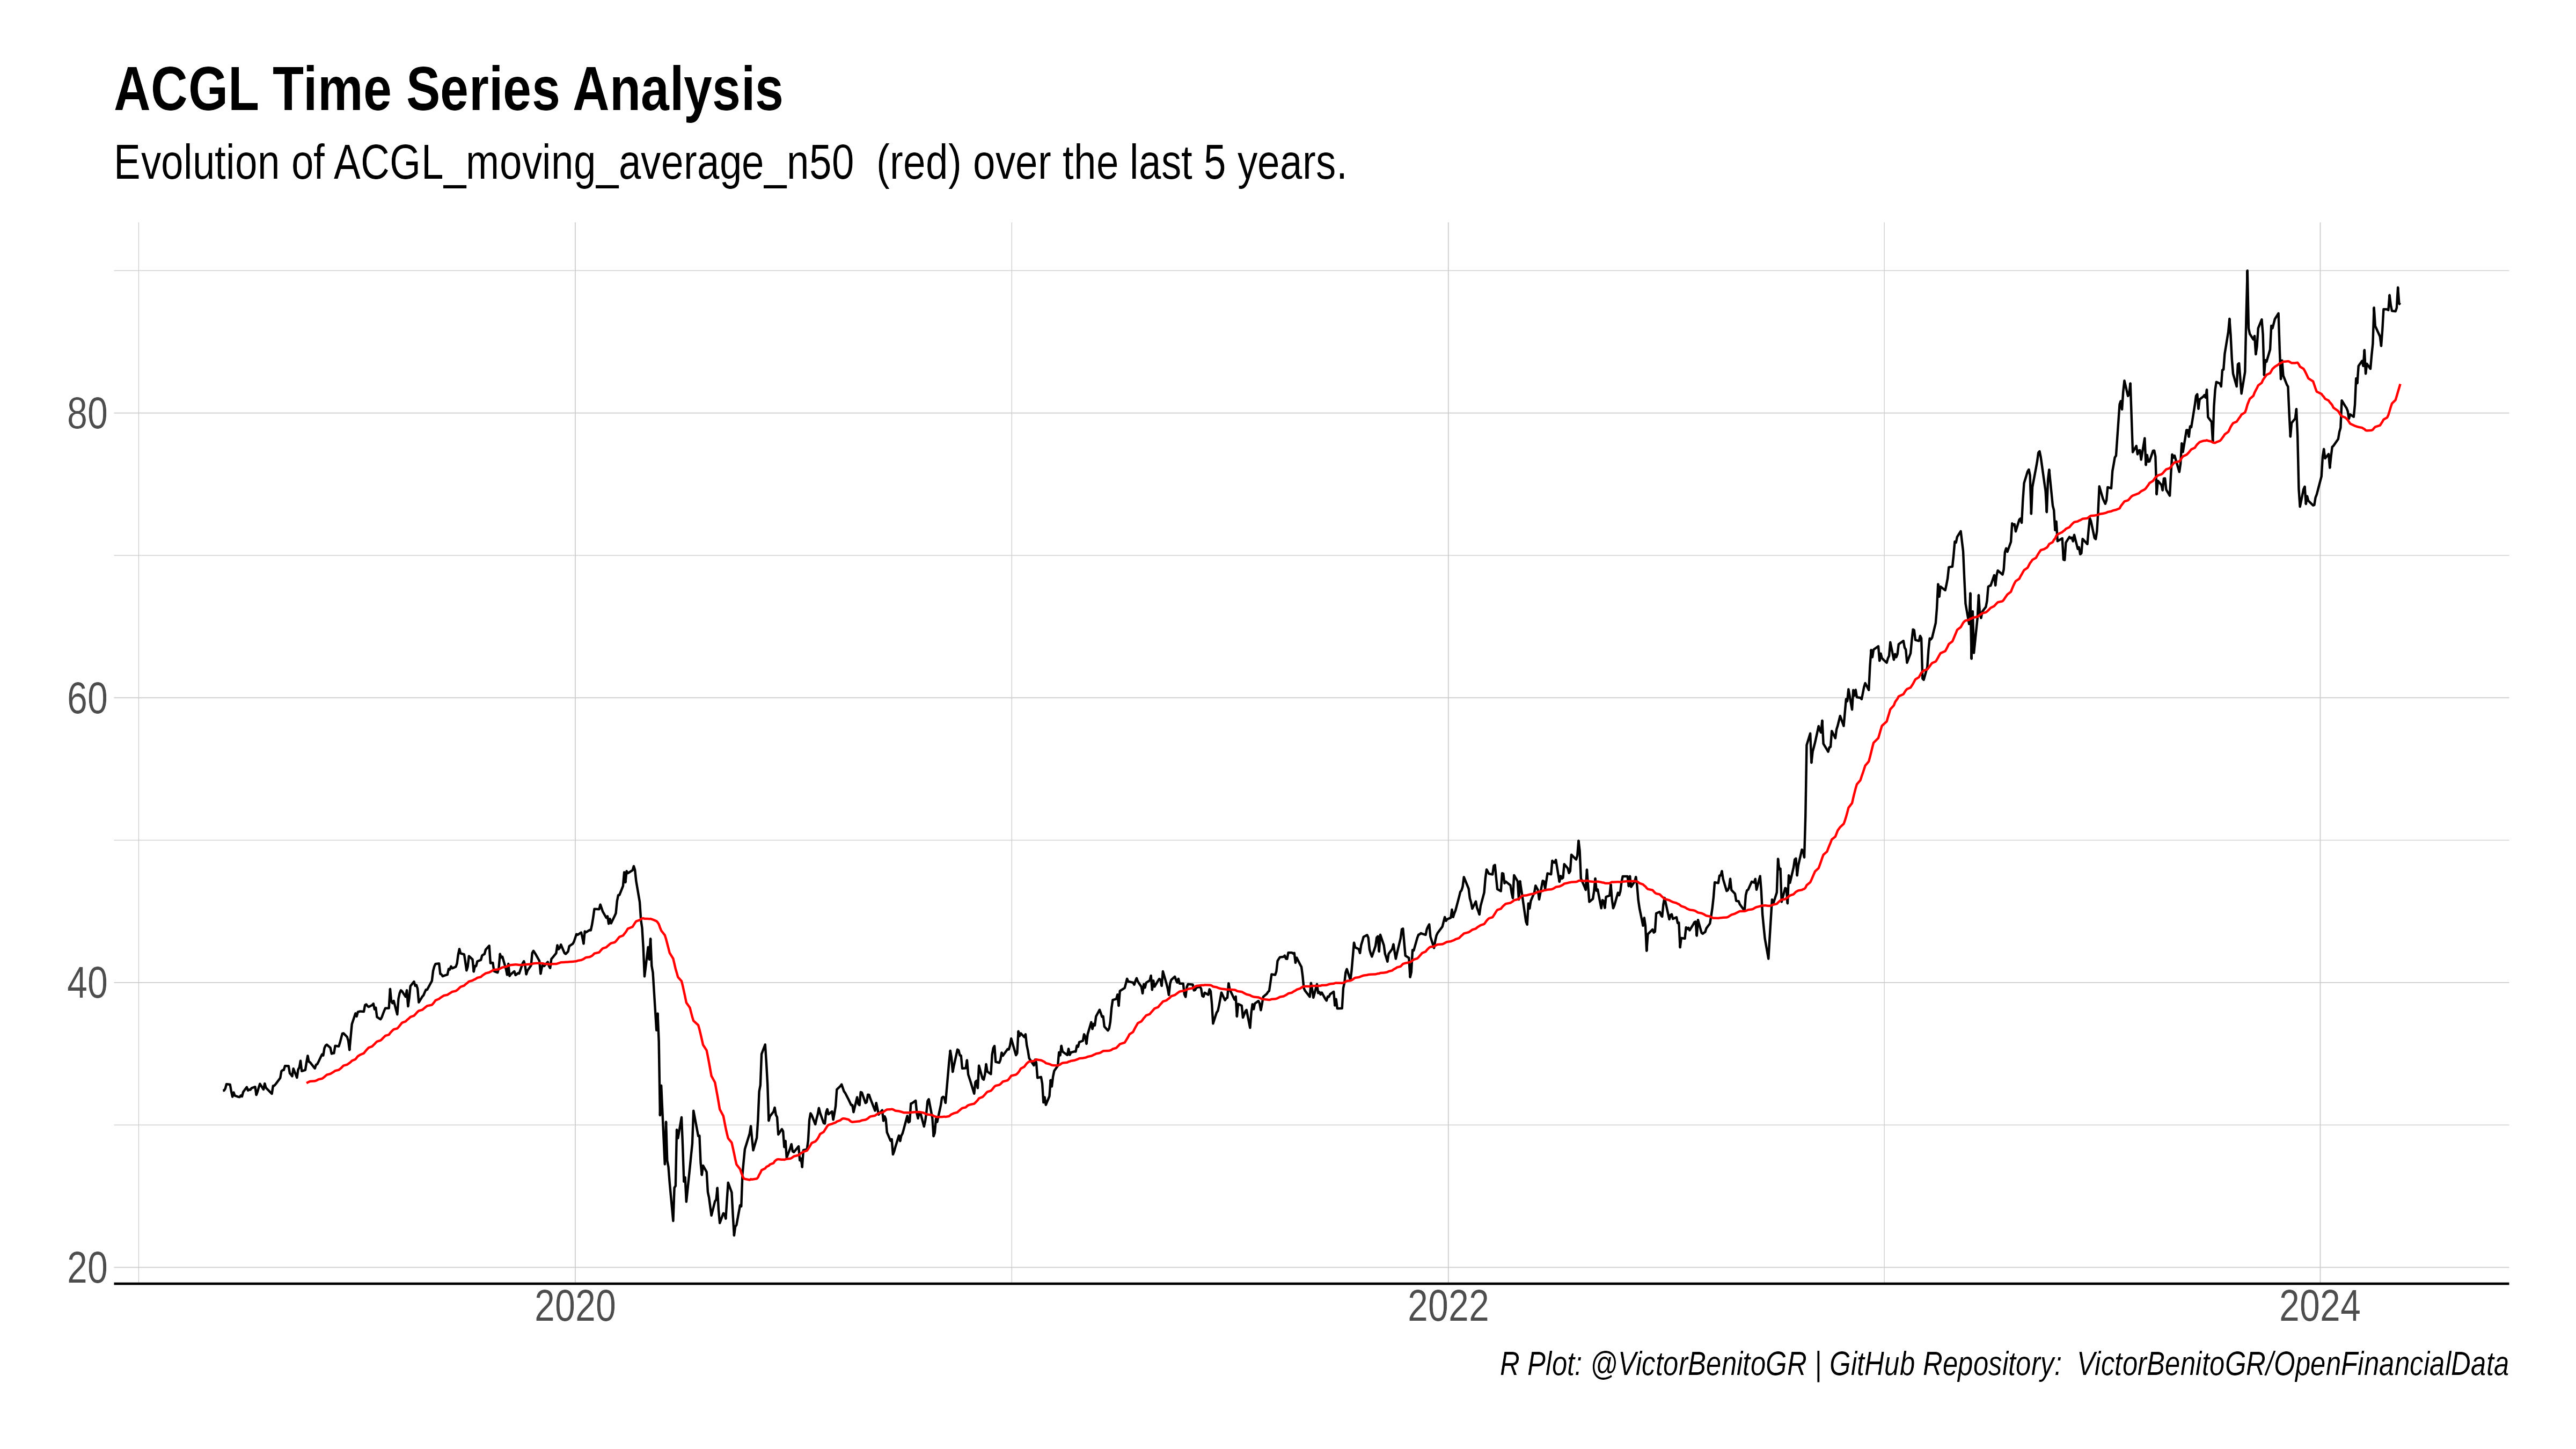 ACGL Time Series Analysis
Evolution of ACGL_moving_average_n50  (red) over the last 5 years.
80
60
40
20
2020 2022 2024
R Plot: @VictorBenitoGR | GitHub Repository:  VictorBenitoGR/OpenFinancialData